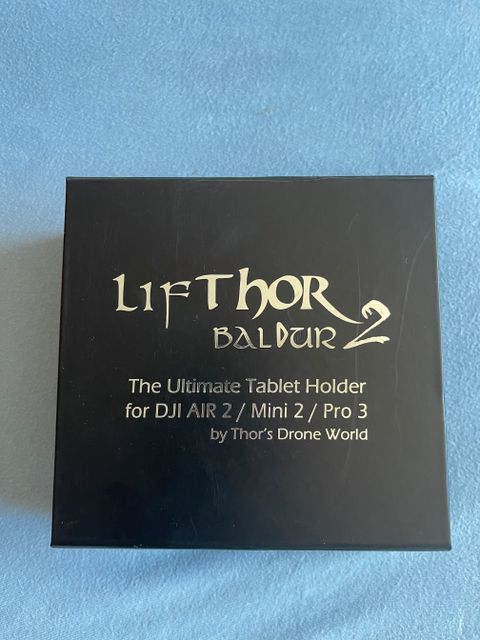 LIFTHOR
BALDUR 2
The Ultimate Tablet Holder
for DJI AIR 2 / Mini 2 / Pro 3
by Thor's Drone World